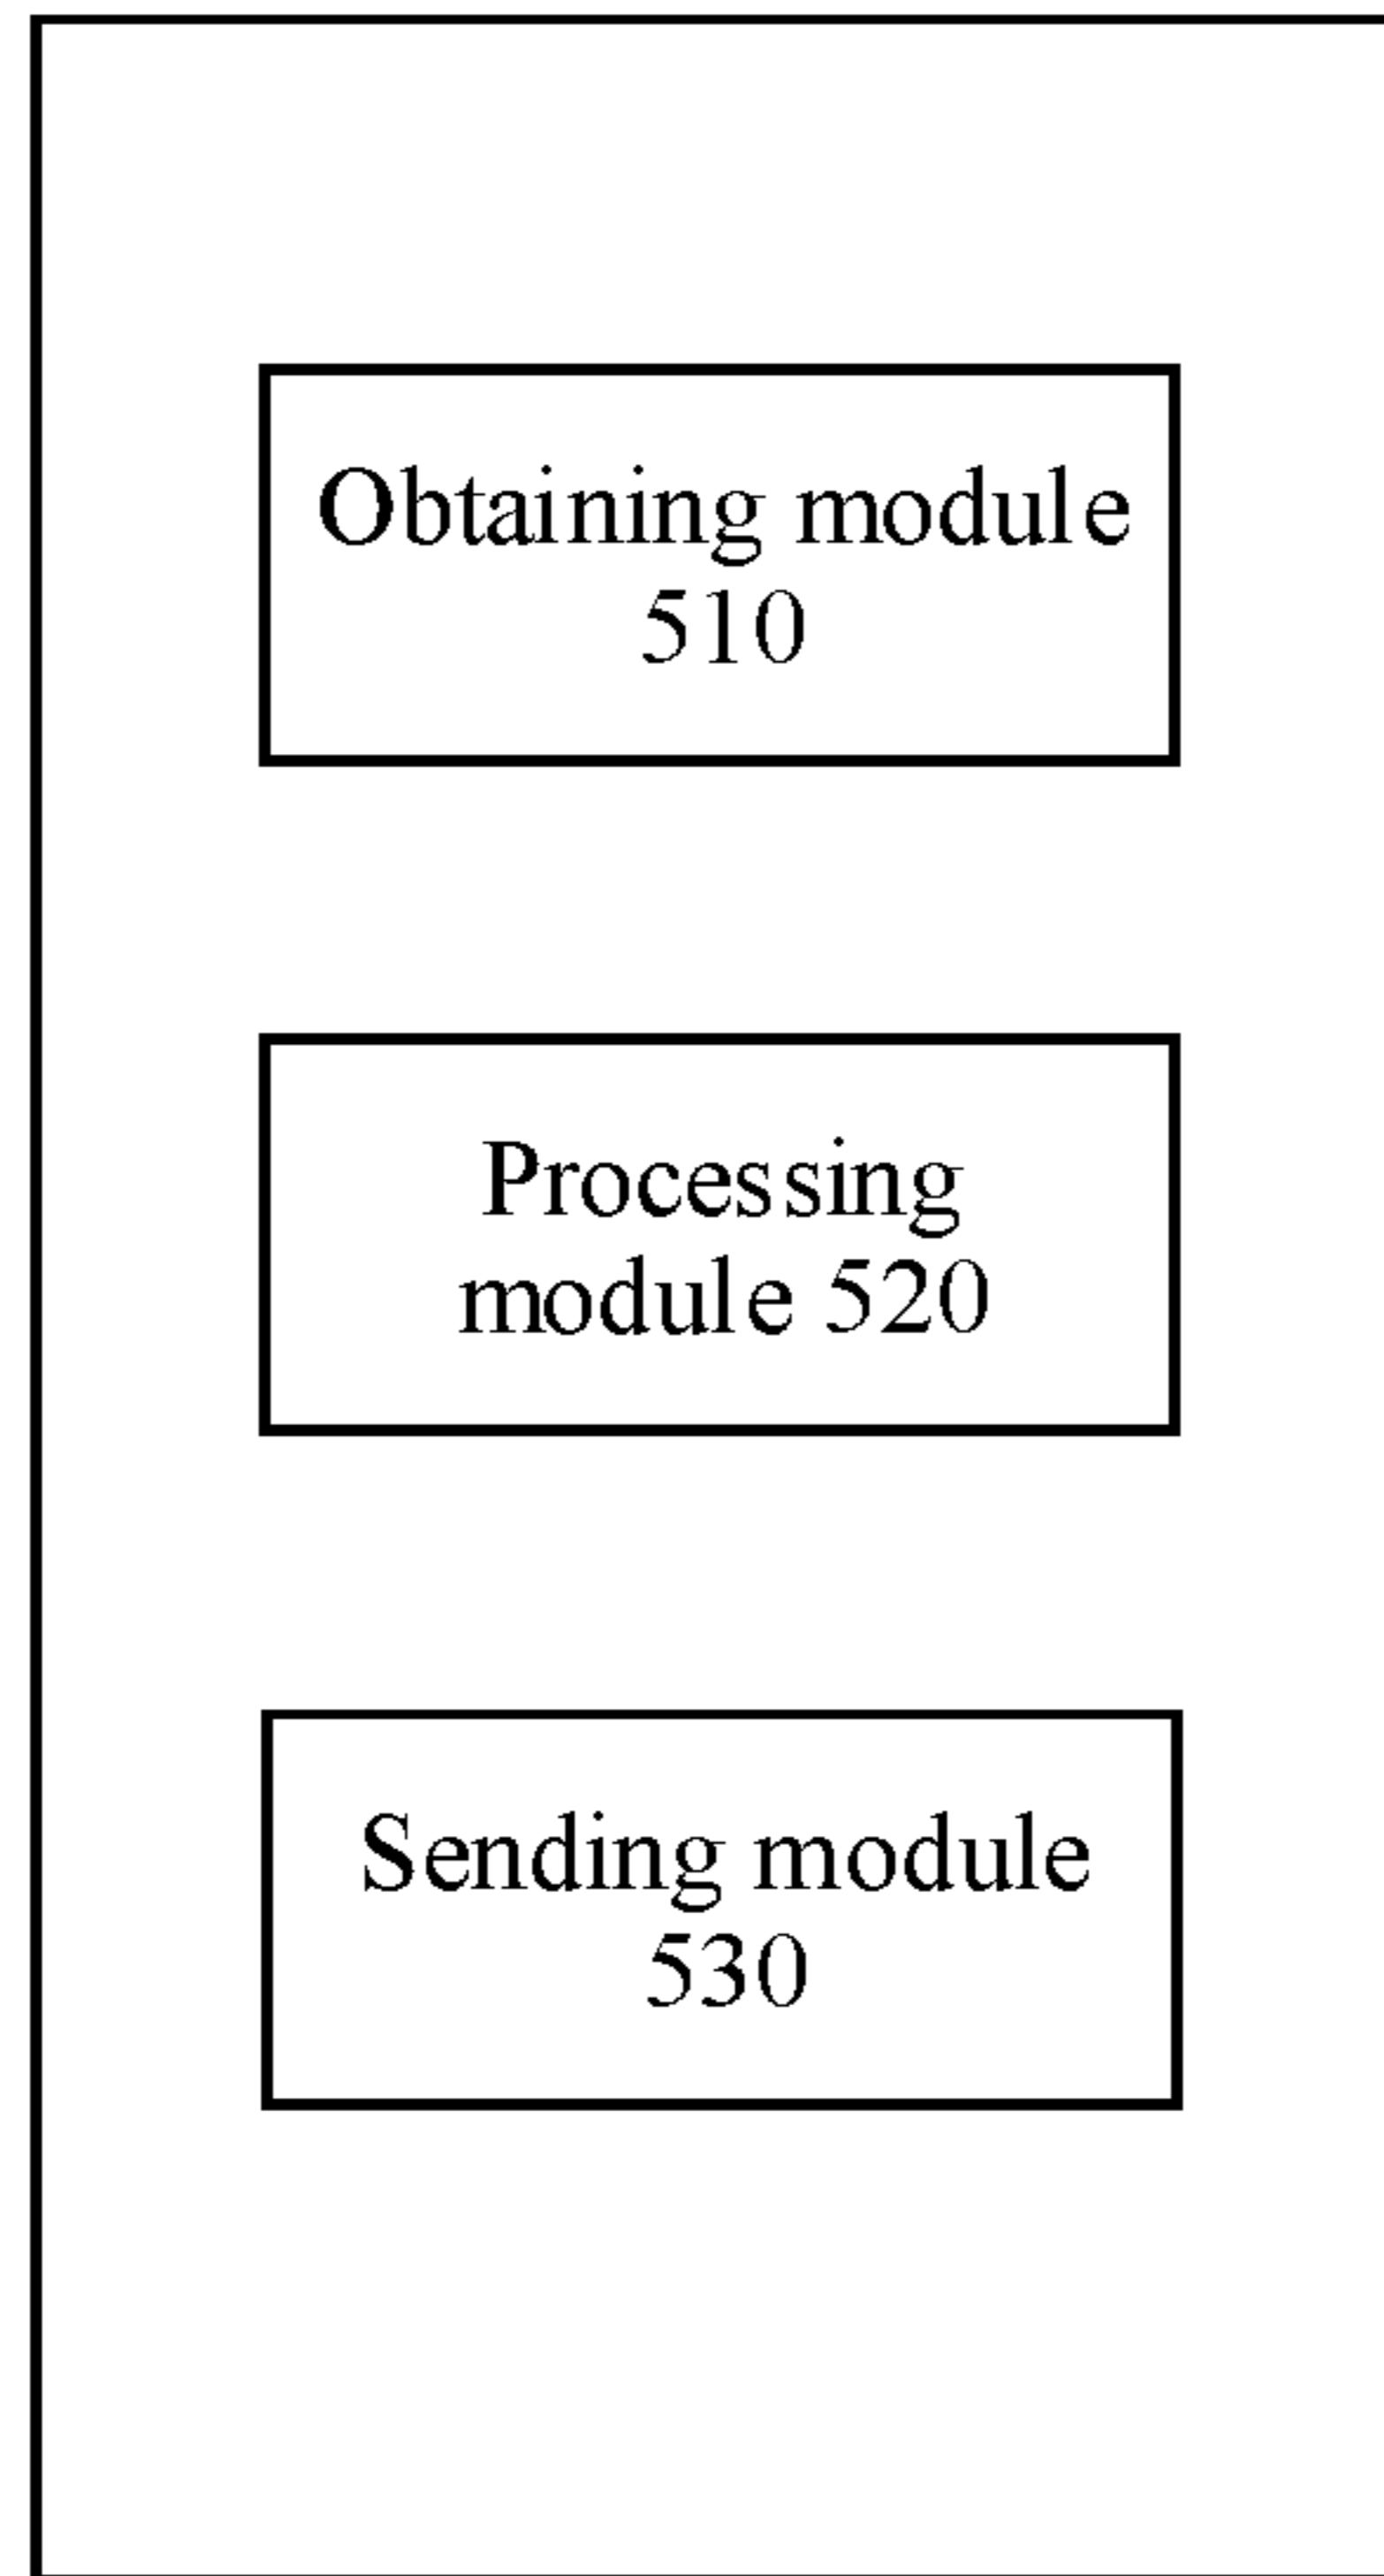 Obtaining module
510
Processing
module 520
Sending module
530